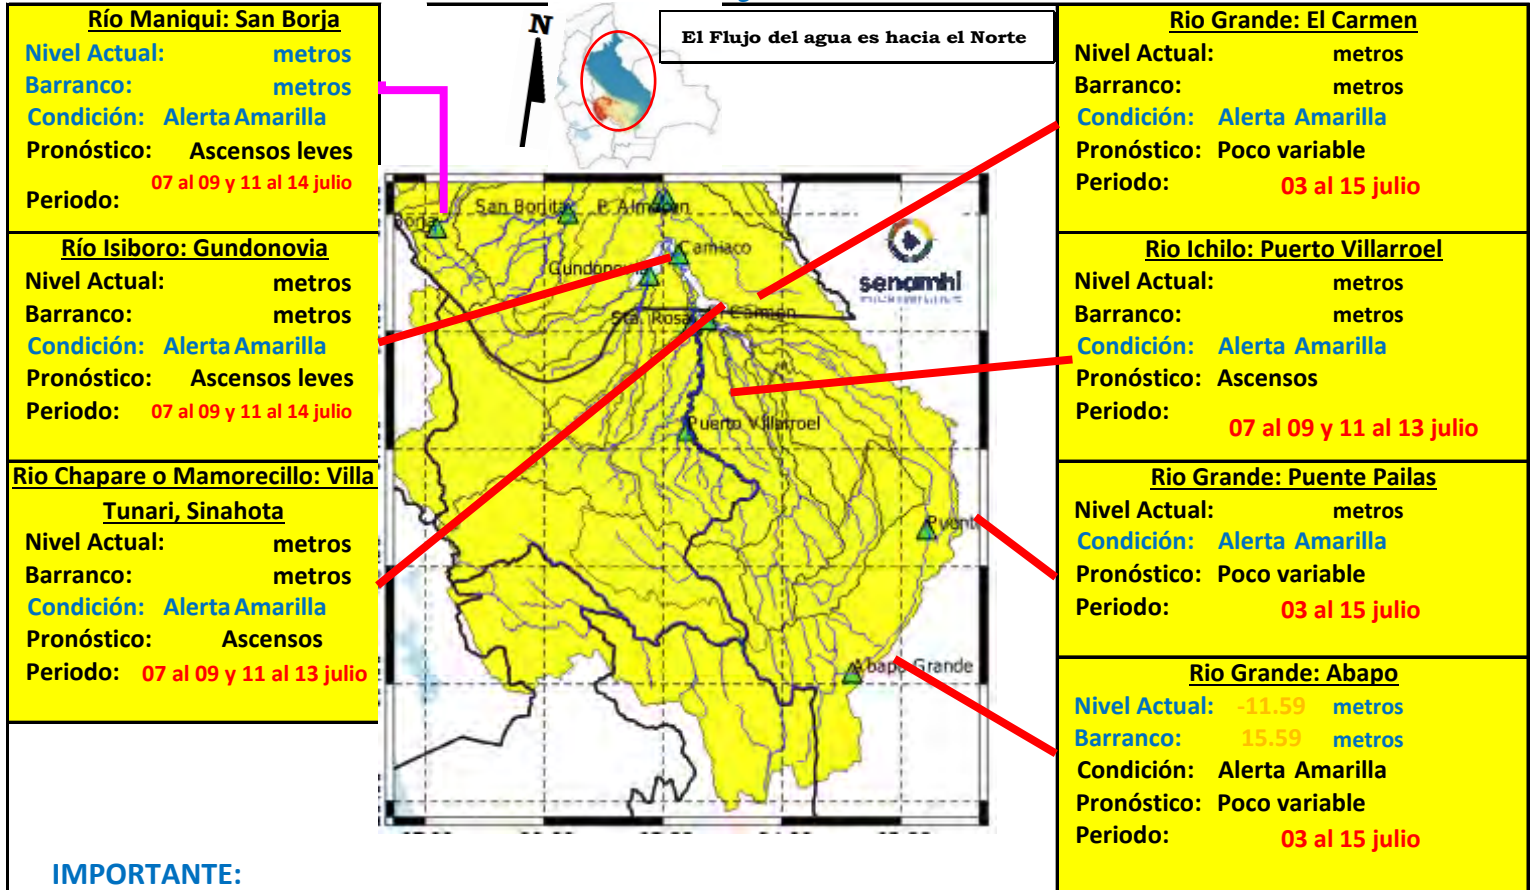 Río Maniqui: San Borja
Nivel Actual: metros
Barranco: metros
Condición: Alerta Amarilla
Pronóstico: Ascensos leves
07 al 09 y 11 al 14 julio
Periodo:
Río Isiboro: Gundonovia
Nivel Actual: metros
Barranco: metros
Condición: Alerta Amarilla
Pronóstico: Ascensos leves
Periodo: 07 al 09 y 11 al 14 julio
Rio Chapare o Mamorecillo: Villa
Tunari, Sinahota
Nivel Actual: metros
Barranco: metros
Condición: Alerta Amarilla
Pronóstico: Ascensos
Periodo: 07 al 09 y 11 al 13 julio
IMPORTANTE:
N
El Flujo del agua es hacia el Norte
San Bonita
Camiaco
senamhi
Sta. Rosa
Puerto Villarroel
Abapo Grande
Rio Grande: El Carmen
Nivel Actual: metros
Barranco: metros
Condición: Alerta Amarilla
Pronóstico: Poco variable
Periodo: 03 al 15 julio
Rio Ichilo: Puerto Villarroel
Nivel Actual: metros
Barranco: metros
Condición: Alerta Amarilla
Pronóstico: Ascensos
Periodo:
07 al 09 y 11 al 13 julio
Rio Grande: Puente Pailas
Nivel Actual: metros
Condición: Alerta Amarilla
Pronóstico: Poco variable
Periodo: 03 al 15 julio
Rio Grande: Abapo
Nivel Actual: -11.59 metros
Barranco: 15.59 metros
Condición: Alerta Amarilla
Pronóstico: Poco variable
Periodo: 03 al 15 julio